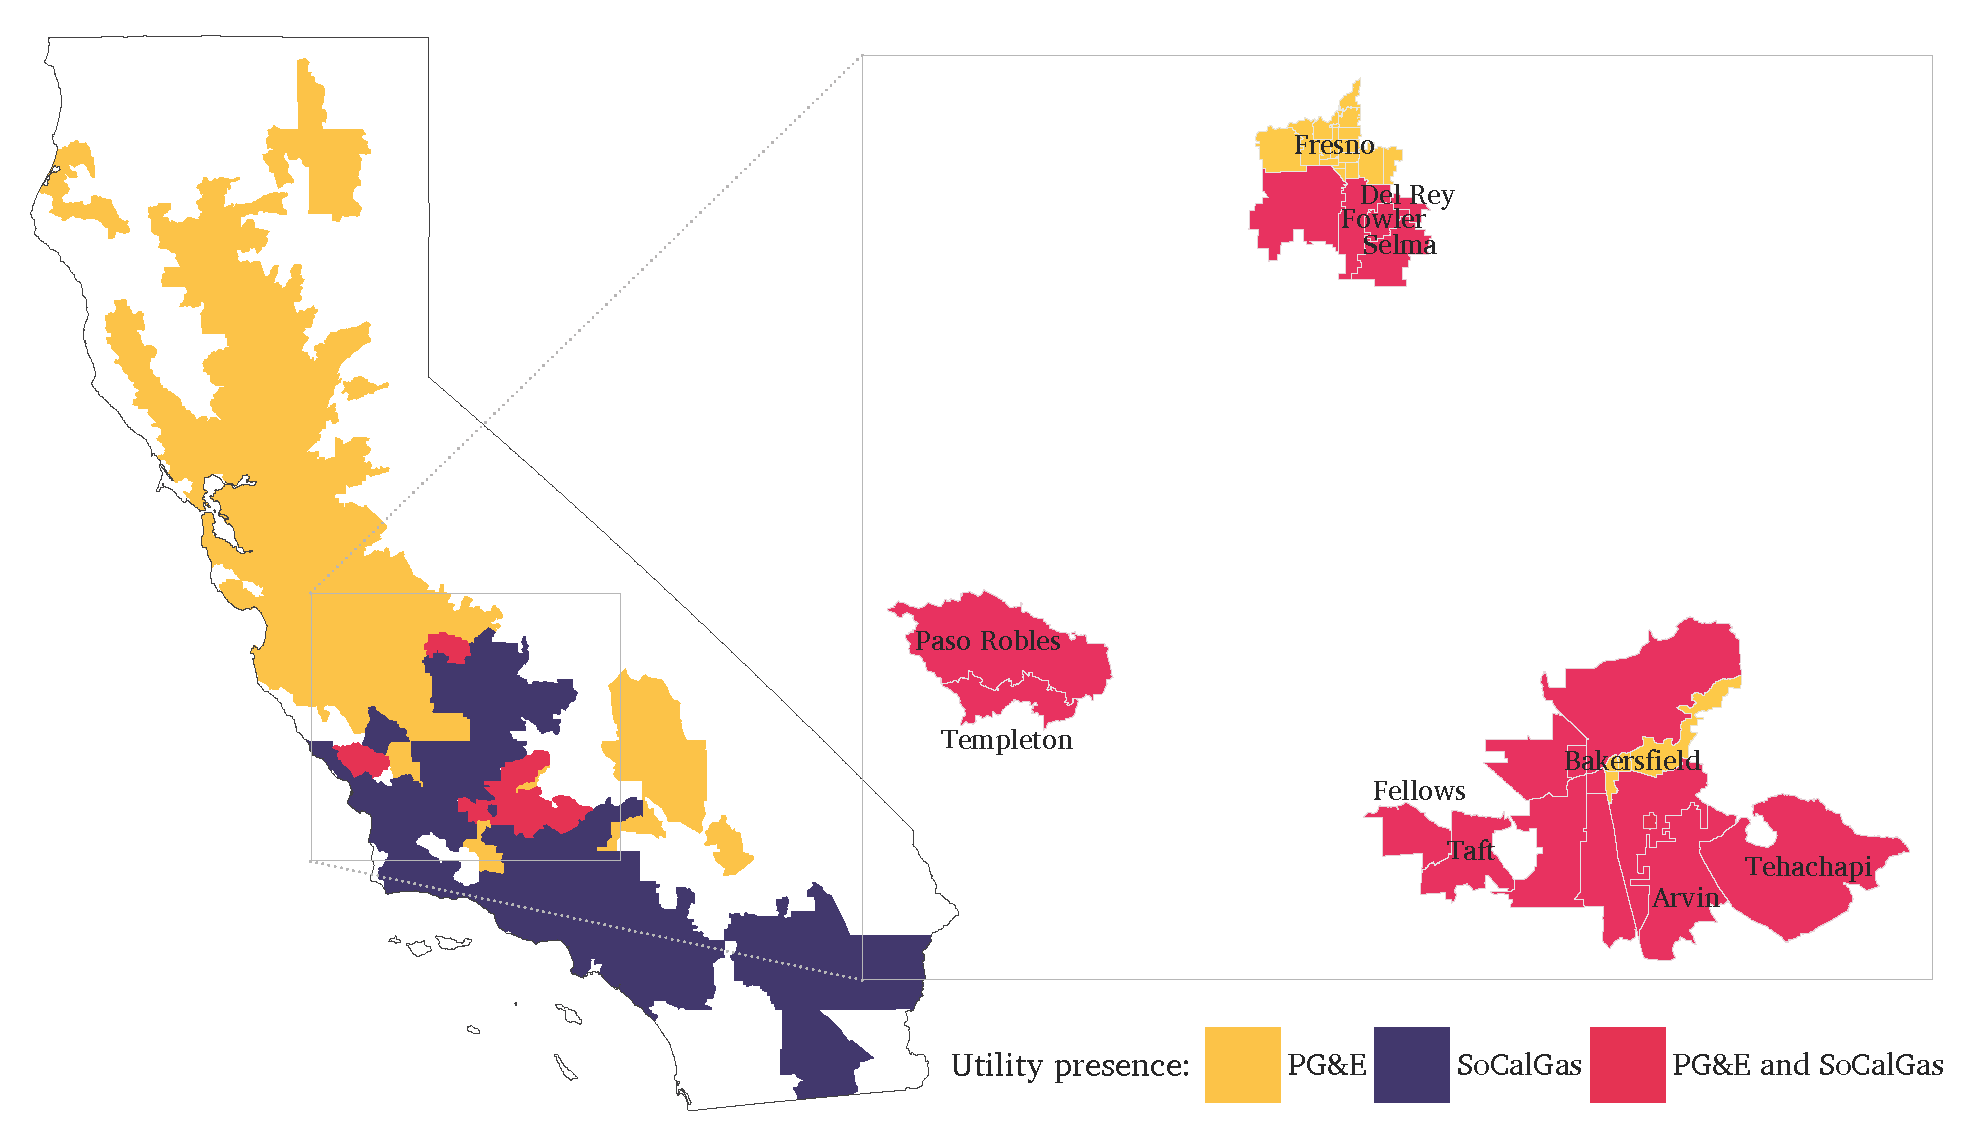 Fresno
Del Rey
Fowler
Selma
Paso Robles
Templeton
Bakersfield
Fellows
Taft
Tehachapi
Arvin
Utility presence: PG&E SoCalGas PG&E and SoCalGas